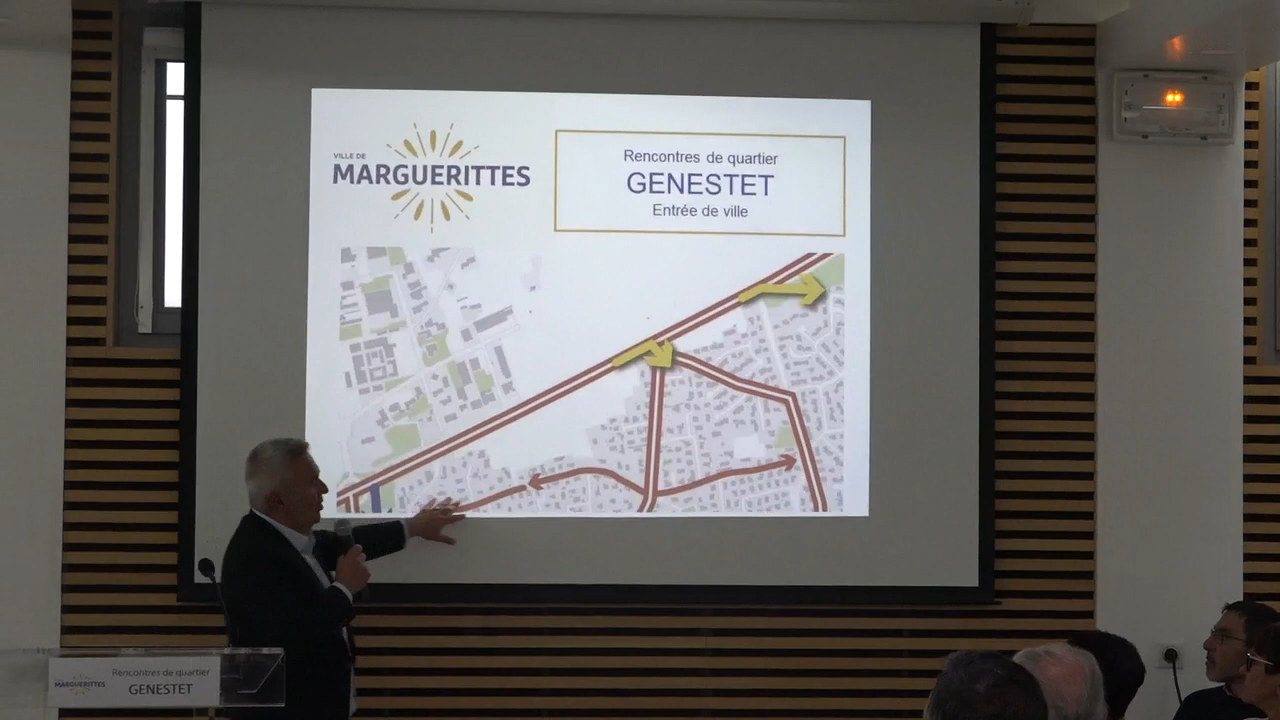 VILLE DE
MARGUERITTES
Rencontres de quartier
GENESTET
Entrée de ville
MARGUERITTES
Rencontres de quartier
GENESTET